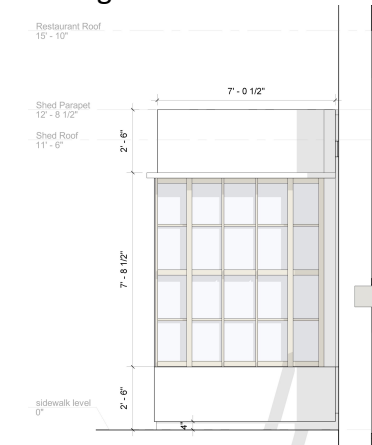 Restaurant Roof
15' - 10"
7' - 0 1/2"
Shed Parapet
12' - 8 1/2"
2' - 6"
Shed Roof
11' - 6"
7' - 8 1/2"
2' - 6"
sidewalk level
0"
4"